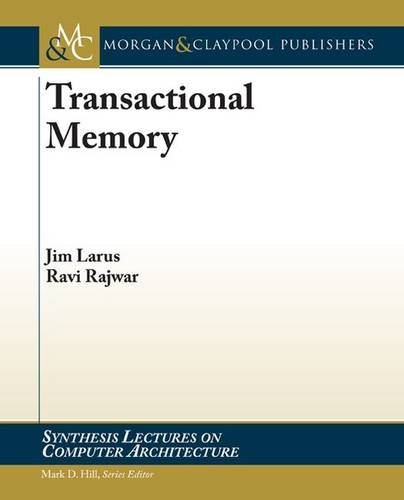 M
&C
MORGAN&CLAYPOOL PUBLISHERS
Transactional
Memory
Jim Larus
Ravi Rajwar
SYNTHESIS LECTURES ON
COMPUTER ARCHITECTURE
Mark D. Hill, Series Editor